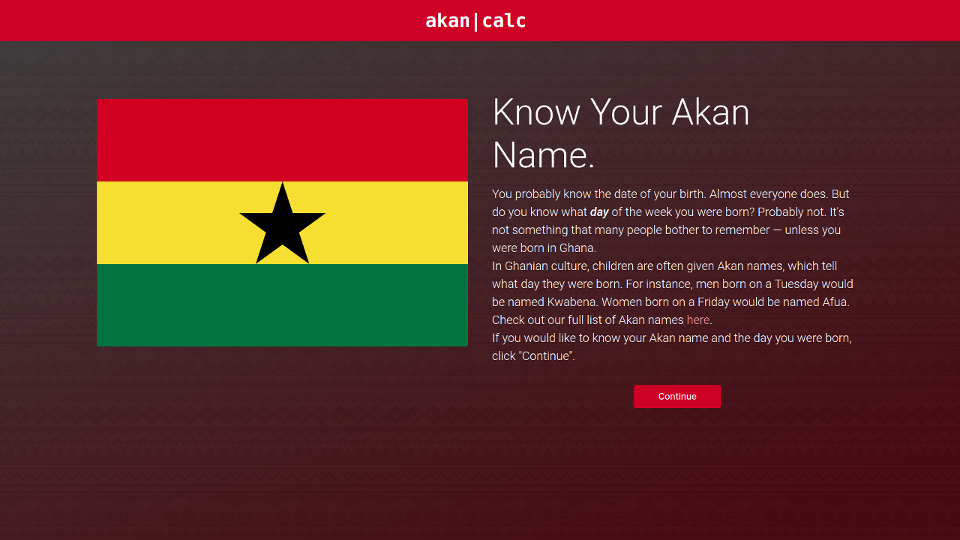 akan|calc
Know Your Akan
Name.
You probably know the date of your birth. Almost everyone does. But
do you know what day of the week you were born? Probably not. It's
not something that many people bother to remember — unless you
were born in Ghana.
In Ghanian culture, children are often given Akan names, which tell
what day they were born. For instance, men born on a Tuesday would
be named Kwabena. Women born on a Friday would be named Afua.
Check out our full list of Akan names here.
If you would like to know your Akan name and the day you were born,
click "Continue".
Continue